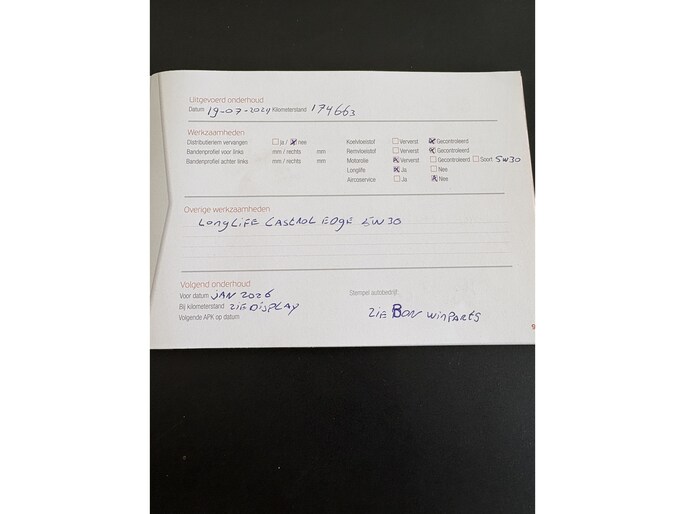 Uitgevoerd onderhoud
Datum 19-07-2024 Kilometerstand 174663
Werkzaamheden
Distributieriem vervangen ja / nee
Bandenprofiel voor links mm / rechts mm
Bandenprofiel achter links mm / rechts mm
Koelvloeistof Ververst Gecontroleerd
Remvloeistof Ververst Gecontroleerd
Motorolie Ververst Gecontroleerd Soort 5W30
Longlife Ja Nee
Aircoservice Ja Nee
Overige werkzaamheden
LONGLIFE CASTROL EDGE 5W30
Volgend onderhoud
Voor datum JAN 2026
Bij kilometerstand ZIE DISPLAY
Volgende APK op datum
Stempel autobedrijf
ZIE BON WINPARTS
9